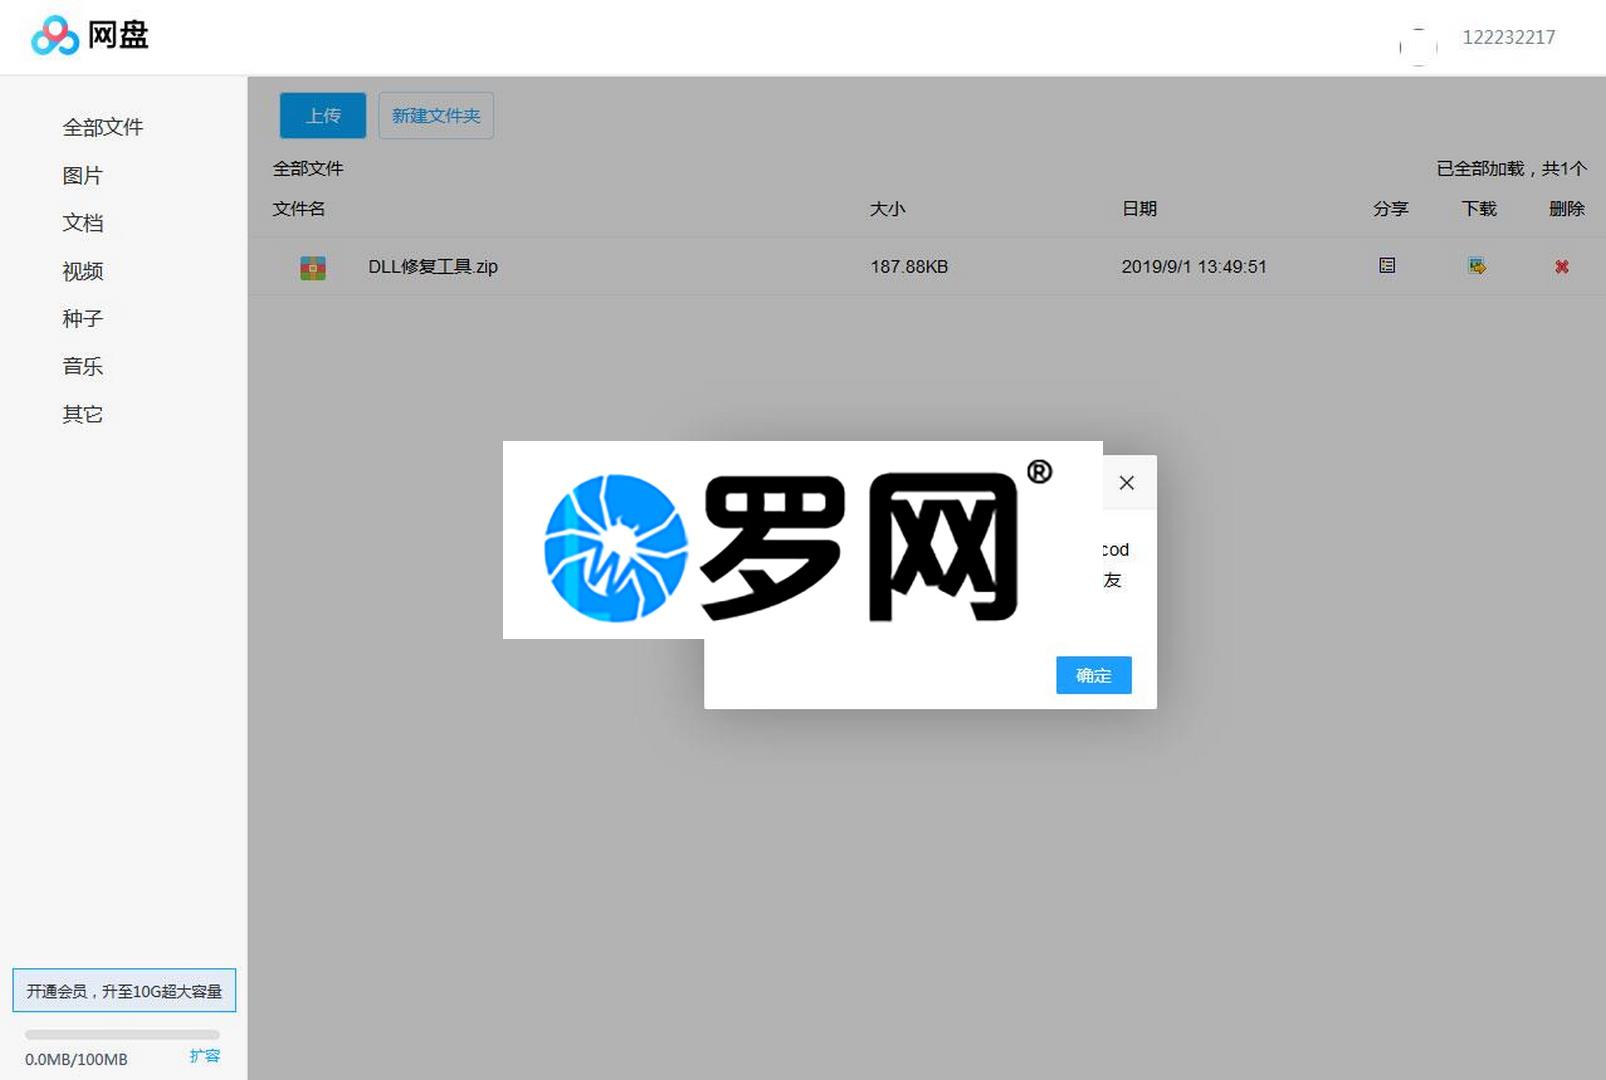 网盘
122232217
全部文件
图片
文档
视频
种子
音乐
其它
上传
新建文件夹
全部文件
已全部加载，共1个
文件名 大小 日期 分享 下载 删除
DLL修复工具.zip 187.88KB 2019/9/1 13:49:51
罗网®
cod
友
确定
开通会员，升至10G超大容量
0.0MB/100MB 扩容